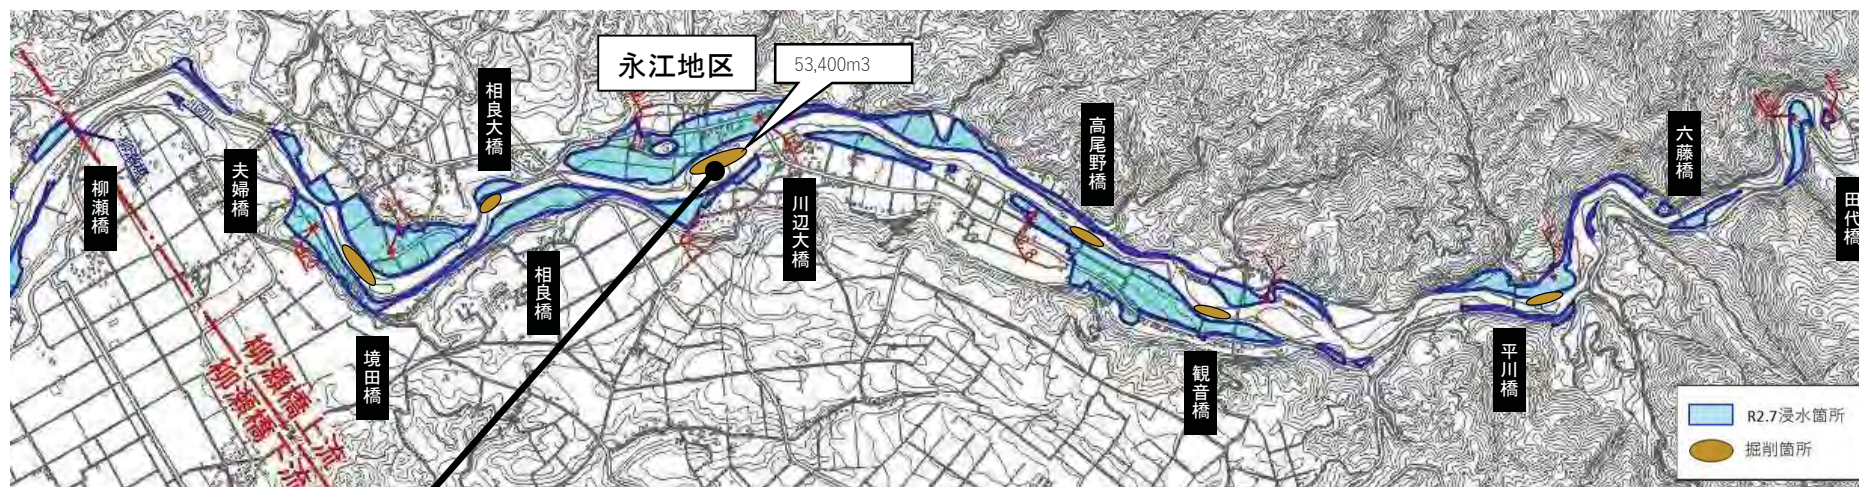 永江地区
53,400m3
柳瀬橋
夫婦橋
相良大橋
境田橋
相良橋
川辺大橋
高尾野橋
観音橋
平川橋
六藤橋
田代橋
柳瀬橋上流
柳瀬橋下流
R2.7浸水箇所
掘削箇所